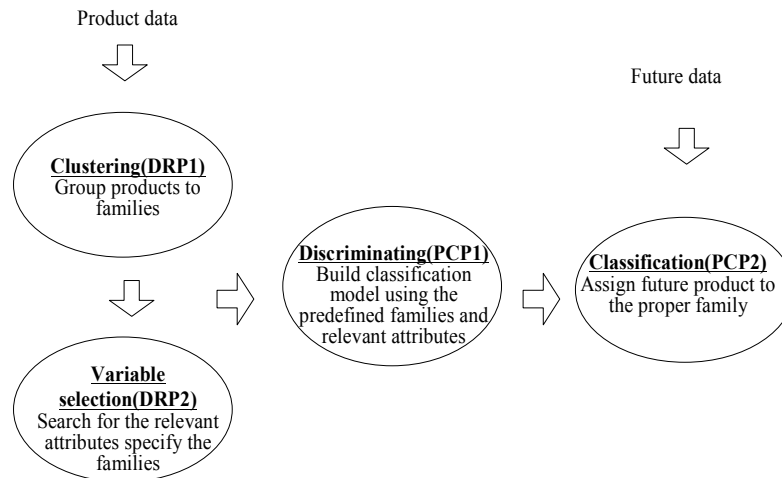 Product data
Future data
Clustering(DRP1)
Group products to
families
Discriminating(PCP1)
Build classification
model using the
predefined families and
relevant attributes
Classification(PCP2)
Assign future product to
the proper family
Variable
selection(DRP2)
Search for the relevant
attributes specify the
families